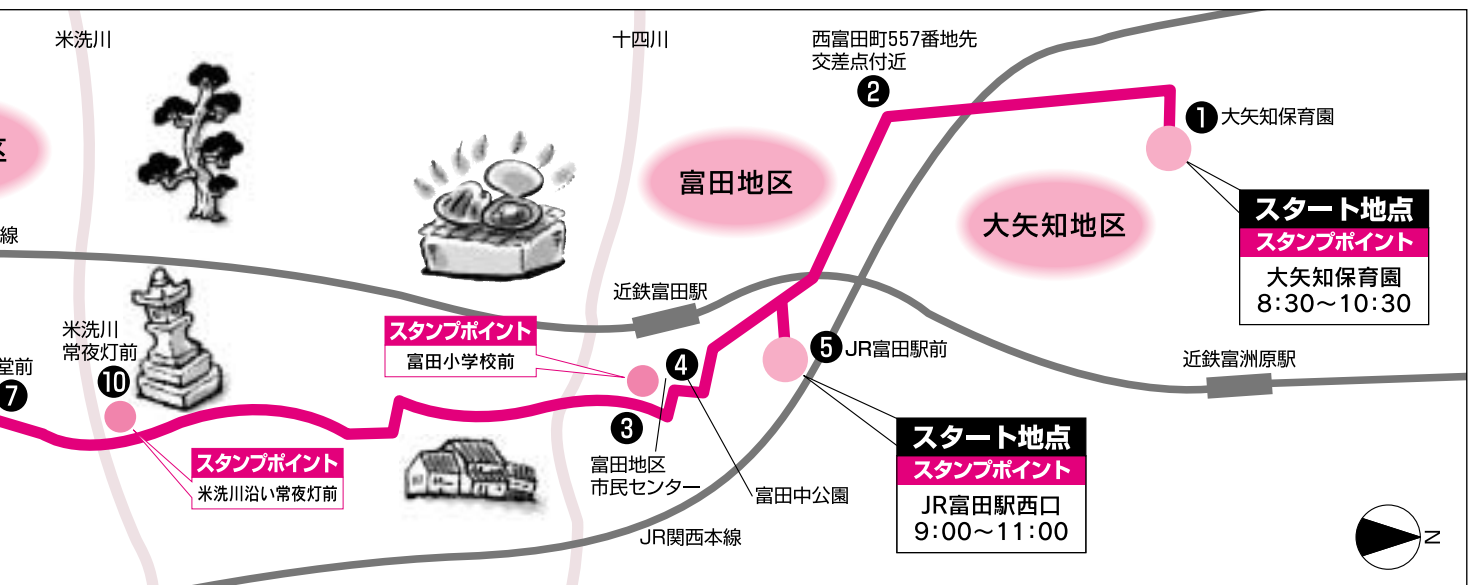 米洗川
十四川
西富田町557番地先
交差点付近
❷
❶大矢知保育園
区
富田地区
大矢知地区
スタート地点
スタンプポイント
大矢知保育園
8:30〜10:30
線
近鉄富田駅
スタンプポイント
富田小学校前
米洗川
常夜灯前
❿
堂前
❼
❹
❺JR富田駅前
近鉄富洲原駅
❸
富田地区
市民センター
富田中公園
スタンプポイント
米洗川沿い常夜灯前
スタート地点
スタンプポイント
JR富田駅西口
9:00〜11:00
JR関西本線
N